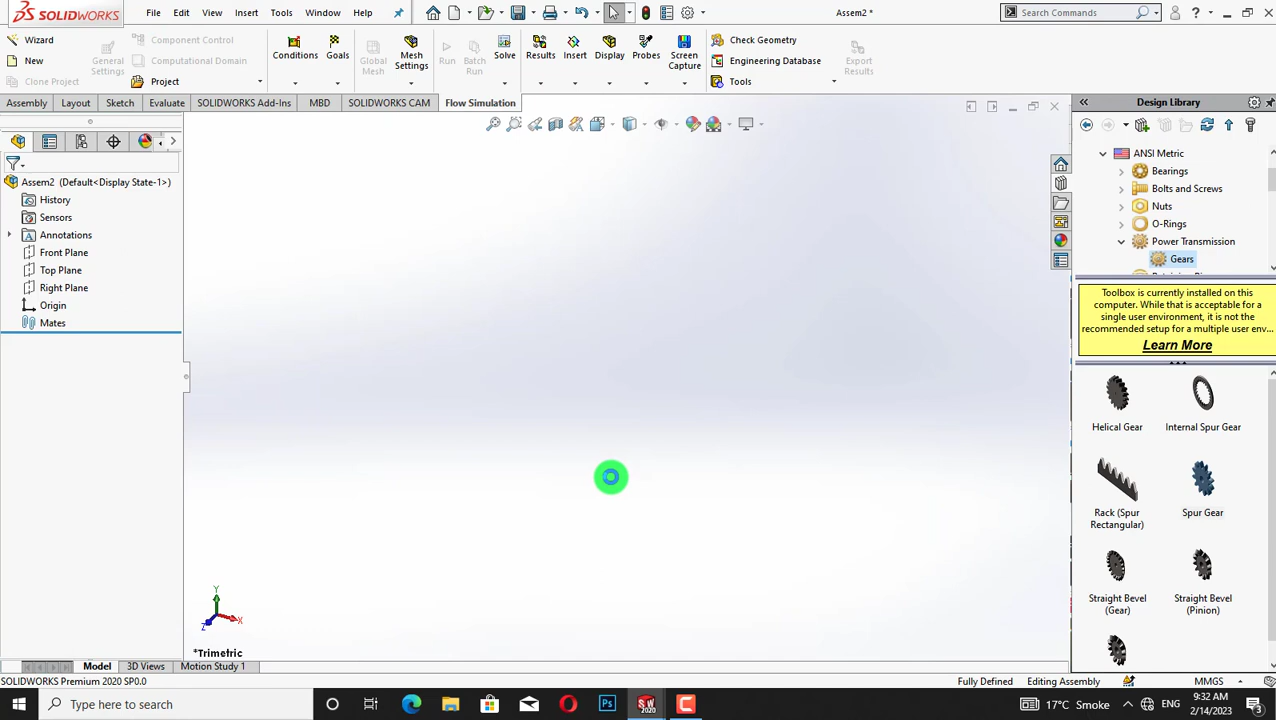 SOLIDWORKS File Edit View Insert Tools Window Help Assem2 * Search Commands
Wizard
New
Clone Project
General Settings
Component Control
Computational Domain
Project
Conditions
Goals
Global Mesh
Mesh Settings
Run
Batch Run
Solve
Results
Insert
Display
Probes
Screen Capture
Check Geometry
Engineering Database
Tools
Export Results
Assembly Layout Sketch Evaluate SOLIDWORKS Add-Ins MBD SOLIDWORKS CAM Flow Simulation
Design Library
Assem2 (Default<Display State-1>)
History
Sensors
Annotations
Front Plane
Top Plane
Right Plane
Origin
Mates
ANSI Metric
Bearings
Bolts and Screws
Nuts
O-Rings
Power Transmission
Gears
Toolbox is currently installed on this
computer. While that is acceptable for a
single user environment, it is not the
recommended setup for a multiple user env...
Learn More
Helical Gear
Internal Spur Gear
Rack (Spur
Rectangular)
Spur Gear
Straight Bevel
(Gear)
Straight Bevel
(Pinion)
Y
X
Z
*Trimetric
Model 3D Views Motion Study 1
SOLIDWORKS Premium 2020 SP0.0 Fully Defined Editing Assembly MMGS
Type here to search
17°C Smoke
ENG
9:32 AM
2/14/2023